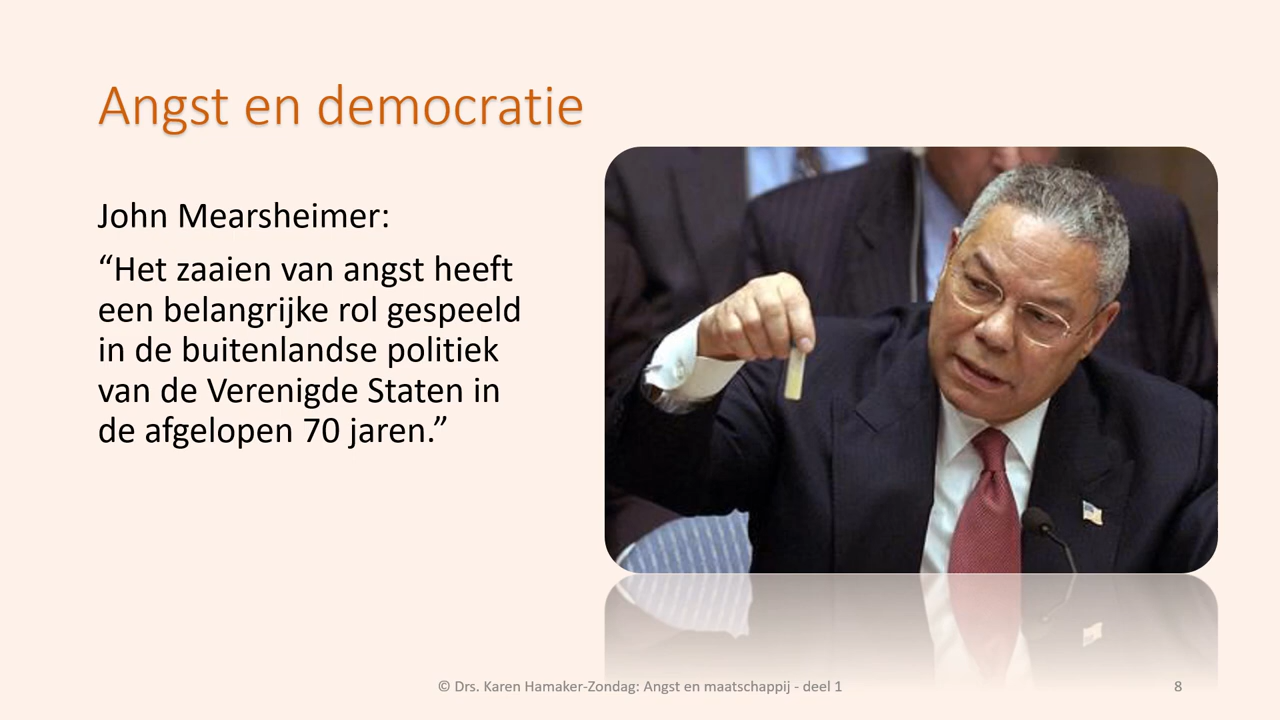 Angst en democratie
John Mearsheimer:
“Het zaaien van angst heeft
een belangrijke rol gespeeld
in de buitenlandse politiek
van de Verenigde Staten in
de afgelopen 70 jaren.”
© Drs. Karen Hamaker-Zondag: Angst en maatschappij - deel 1
8